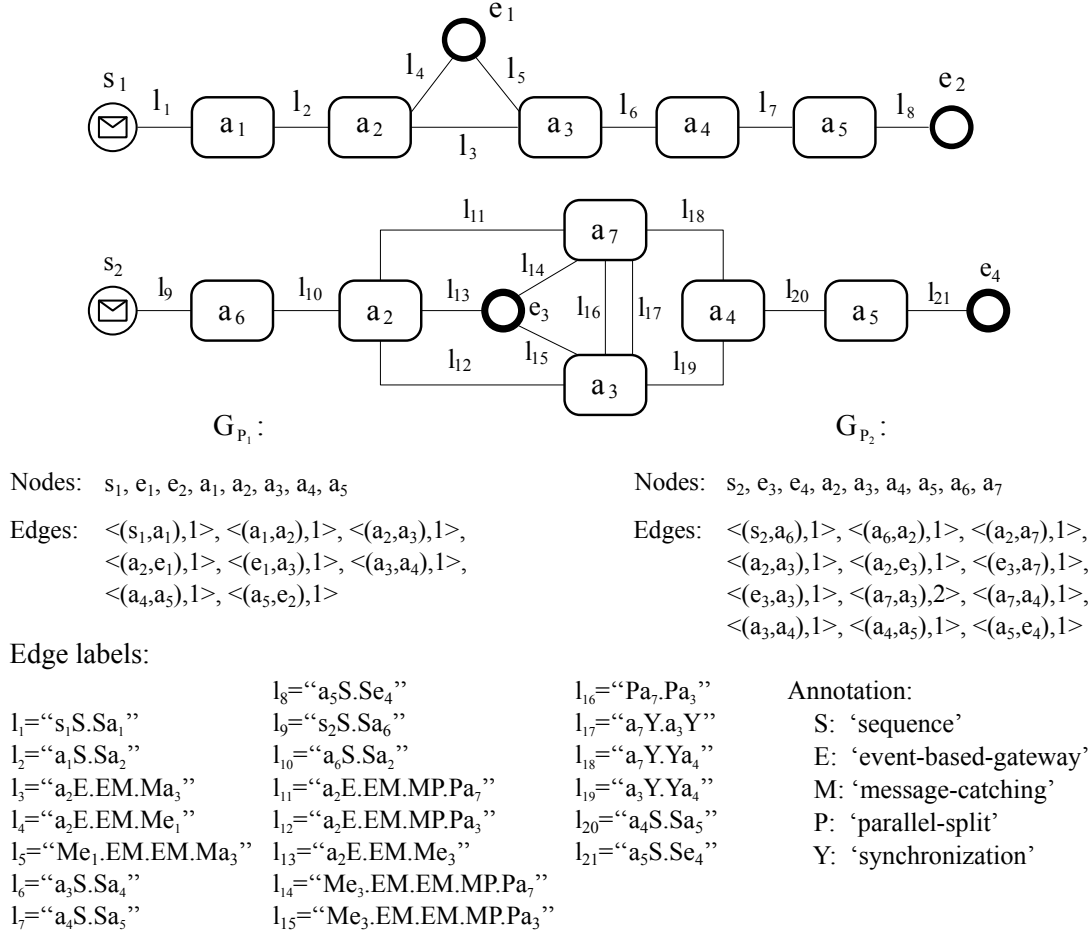 e₁
s₁ l₁ l₂ l₄ l₅ l₆ l₇ l₈ e₂
a₁ a₂ l₃ a₃ a₄ a₅
l₁₁ a₇ l₁₈
s₂ l₉ l₁₀ l₁₃ l₁₄ l₁₆ l₁₇ l₂₀ l₂₁ e₄
a₆ a₂ e₃ a₄ a₅
l₁₂ l₁₅ a₃ l₁₉
G_P₁: G_P₂:
Nodes: s₁, e₁, e₂, a₁, a₂, a₃, a₄, a₅
Edges: <(s₁,a₁),1>, <(a₁,a₂),1>, <(a₂,a₃),1>,
<(a₂,e₁),1>, <(e₁,a₃),1>, <(a₃,a₄),1>,
<(a₄,a₅),1>, <(a₅,e₂),1>
Nodes: s₂, e₃, e₄, a₂, a₃, a₄, a₅, a₆, a₇
Edges: <(s₂,a₆),1>, <(a₆,a₂),1>, <(a₂,a₇),1>,
<(a₂,a₃),1>, <(a₂,e₃),1>, <(e₃,a₇),1>,
<(e₃,a₃),1>, <(a₇,a₃),2>, <(a₇,a₄),1>,
<(a₃,a₄),1>, <(a₄,a₅),1>, <(a₅,e₄),1>
Edge labels:
l₁=“s₁S.Sa₁”
l₂=“a₁S.Sa₂”
l₃=“a₂E.EM.Ma₃”
l₄=“a₂E.EM.Me₁”
l₅=“Me₁.EM.EM.Ma₃”
l₆=“a₃S.Sa₄”
l₇=“a₄S.Sa₅”
l₈=“a₅S.Se₄”
l₉=“s₂S.Sa₆”
l₁₀=“a₆S.Sa₂”
l₁₁=“a₂E.EM.MP.Pa₇”
l₁₂=“a₂E.EM.MP.Pa₃”
l₁₃=“a₂E.EM.Me₃”
l₁₄=“Me₃.EM.EM.MP.Pa₇”
l₁₅=“Me₃.EM.EM.MP.Pa₃”
l₁₆=“Pa₇.Pa₃”
l₁₇=“a₇Y.a₃Y”
l₁₈=“a₇Y.Ya₄”
l₁₉=“a₃Y.Ya₄”
l₂₀=“a₄S.Sa₅”
l₂₁=“a₅S.Se₄”
Annotation:
S: ‘sequence’
E: ‘event-based-gateway’
M: ‘message-catching’
P: ‘parallel-split’
Y: ‘synchronization’